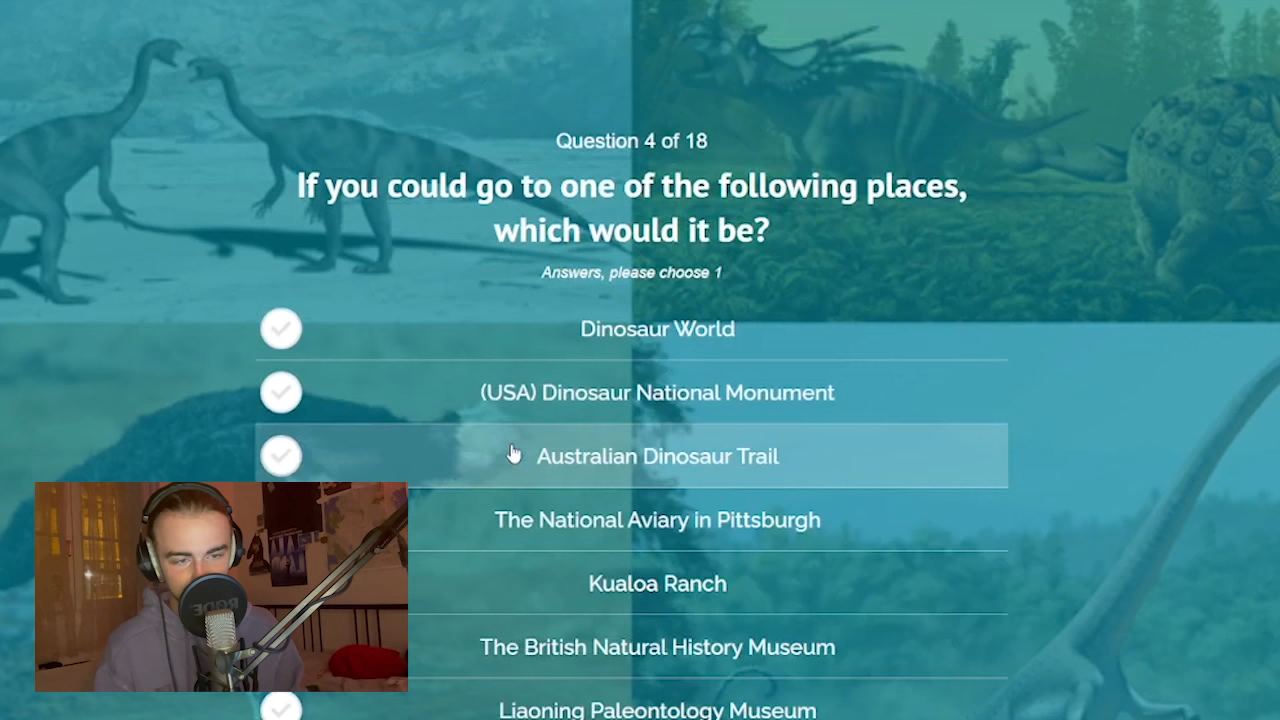 Question 4 of 18
If you could go to one of the following places,
which would it be?
Answers, please choose 1
Dinosaur World
(USA) Dinosaur National Monument
Australian Dinosaur Trail
The National Aviary in Pittsburgh
Kualoa Ranch
The British Natural History Museum
Liaoning Paleontology Museum
RODE